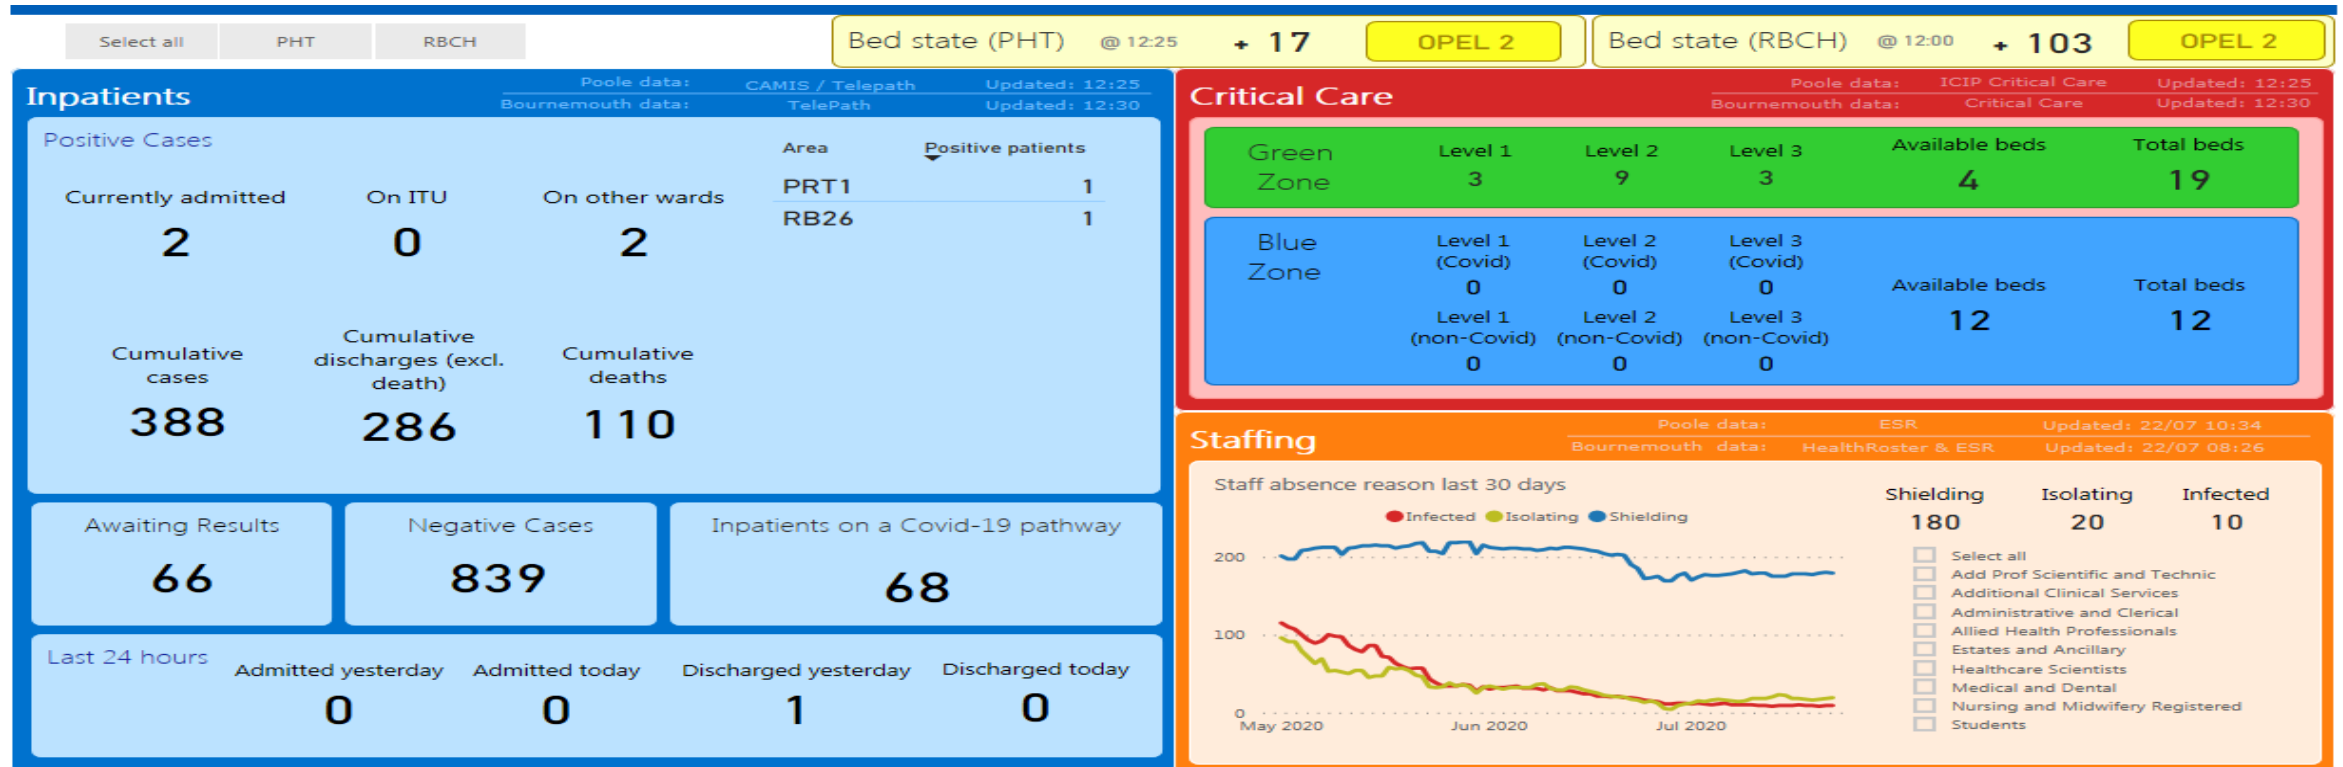 Select all PHT RBCH
Bed state (PHT) @ 12:25 + 17 OPEL 2
Bed state (RBCH) @ 12:00 + 103 OPEL 2
Inpatients
Poole data: CAMIS / Telepath Updated: 12:25
Bournemouth data: TelePath Updated: 12:30
Positive Cases
Currently admitted On ITU On other wards
2 0 2
Area Positive patients
PRT1 1
RB26 1
Cumulative
cases
388
Cumulative
discharges (excl.
death)
286
Cumulative
deaths
110
Awaiting Results
66
Negative Cases
839
Inpatients on a Covid-19 pathway
68
Last 24 hours
Admitted yesterday Admitted today Discharged yesterday Discharged today
0 0 1 0
Critical Care
Poole data: ICIP Critical Care Updated: 12:25
Bournemouth data: Critical Care Updated: 12:30
Green
Zone
Level 1 Level 2 Level 3 Available beds Total beds
3 9 3 4 19
Blue
Zone
Level 1 Level 2 Level 3
(Covid) (Covid) (Covid)
0 0 0
Level 1 Level 2 Level 3
(non-Covid) (non-Covid) (non-Covid)
0 0 0
Available beds Total beds
12 12
Staffing
Poole data: ESR Updated: 22/07 10:34
Bournemouth data: HealthRoster & ESR Updated: 22/07 08:26
Staff absence reason last 30 days
Infected Isolating Shielding
200
100
0
May 2020 Jun 2020 Jul 2020
Shielding Isolating Infected
180 20 10
Select all
Add Prof Scientific and Technic
Additional Clinical Services
Administrative and Clerical
Allied Health Professionals
Estates and Ancillary
Healthcare Scientists
Medical and Dental
Nursing and Midwifery Registered
Students